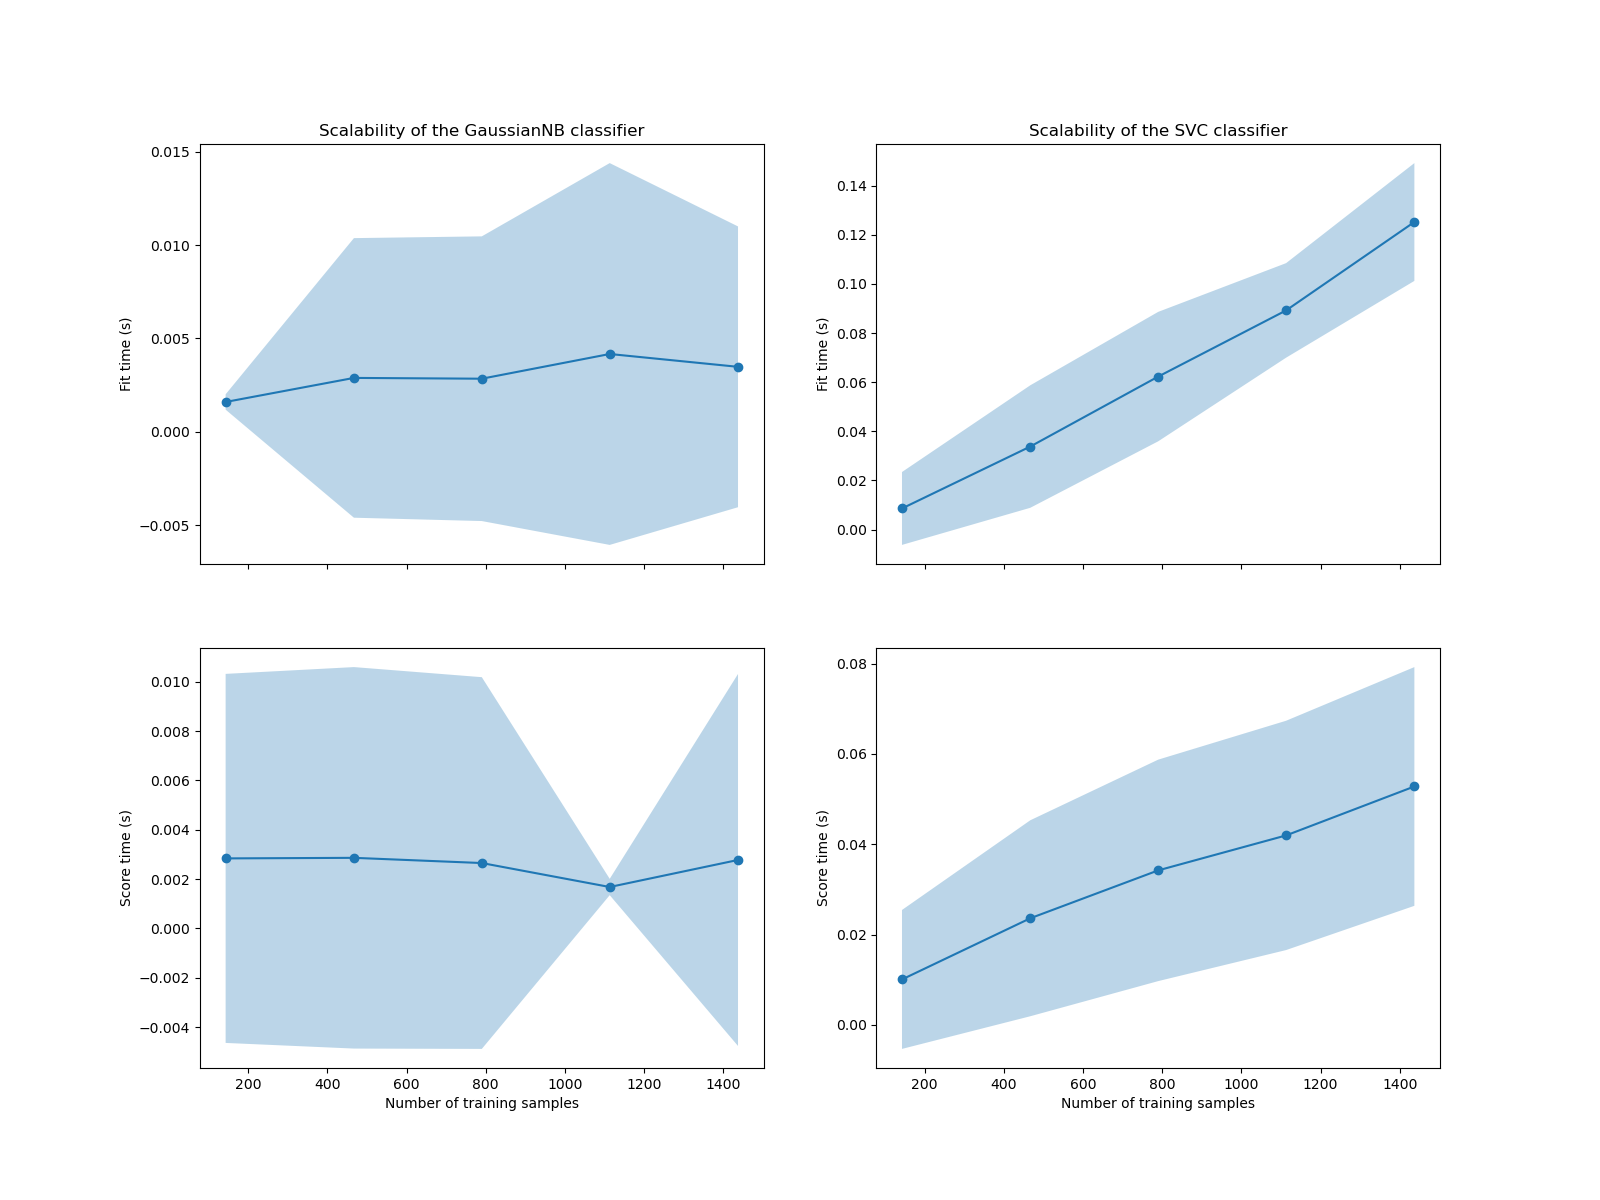 Scalability of the GaussianNB classifier
0.015
0.010
0.005
0.000
−0.005
Fit time (s)
Scalability of the SVC classifier
0.14
0.12
0.10
0.08
0.06
0.04
0.02
0.00
Fit time (s)
0.010
0.008
0.006
0.004
0.002
0.000
−0.002
−0.004
Score time (s)
200 400 600 800 1000 1200 1400
Number of training samples
0.08
0.06
0.04
0.02
0.00
Score time (s)
200 400 600 800 1000 1200 1400
Number of training samples